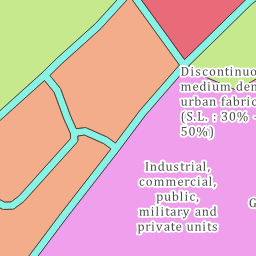 Discontinuo
medium den
urban fabric
(S.L. : 30% -
50%)
Industrial,
commercial,
public,
military and
private units
G